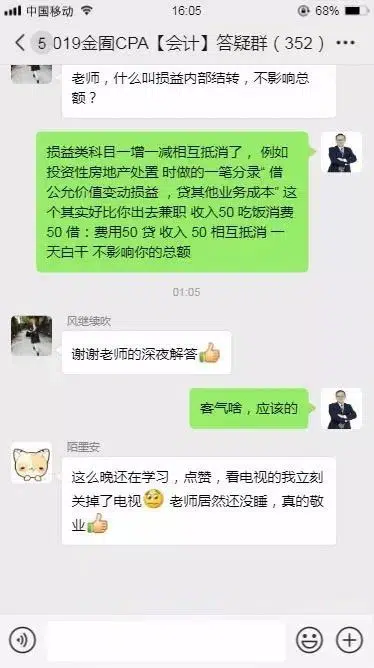 中国移动
16:05
68%
5
019金囿CPA【会计】答疑群（352）
老师，什么叫损益内部结转，不影响总
额？
损益类科目一增一减相互抵消了， 例如
投资性房地产处置 时做的一笔分录“ 借
公允价值变动损益 ，贷其他业务成本” 这
个其实好比你出去兼职 收入50 吃饭消费
50 借：费用50 贷 收入 50 相互抵消 一
天白干 不影响你的总额
01:05
风继续吹
谢谢老师的深夜解答👍
客气啥，应该的
陌墨安
这么晚还在学习，点赞，看电视的我立刻
关掉了电视 老师居然还没睡，真的敬
业👍